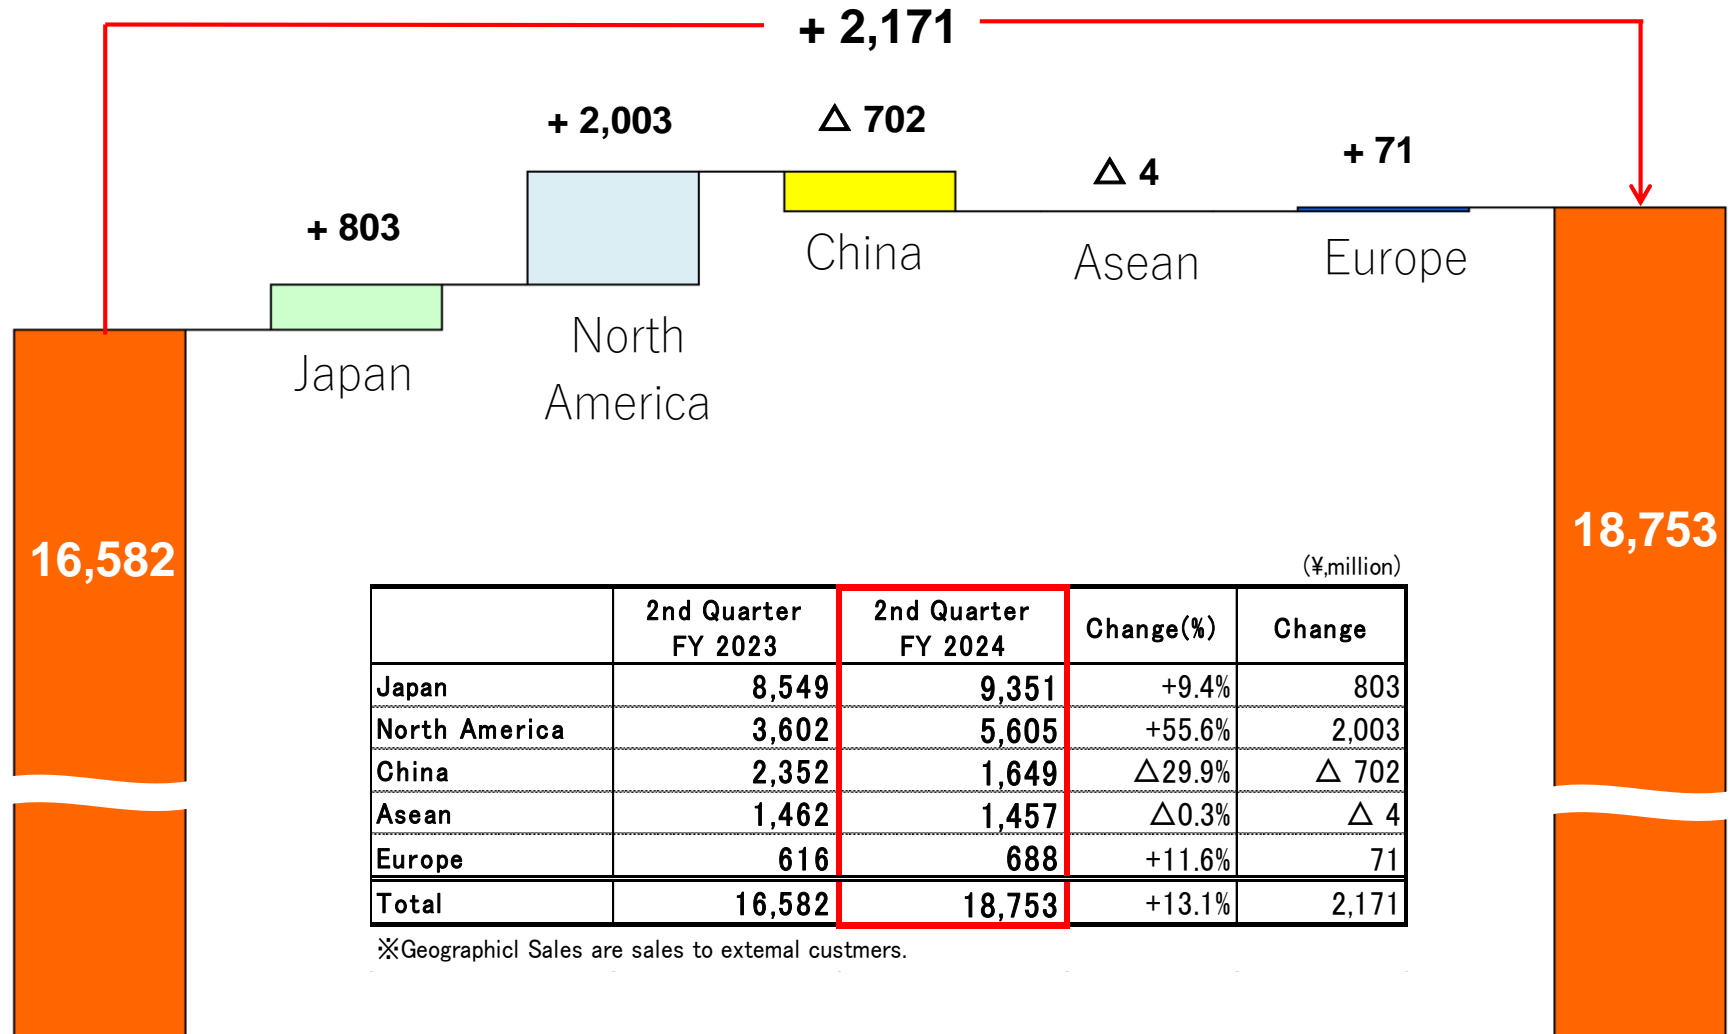 + 2,171
+ 2,003
△ 702
+ 71
△ 4
+ 803
China
Asean
Europe
North
America
Japan
16,582
18,753
(¥,million)
2nd Quarter FY 2023 2nd Quarter FY 2024 Change(%) Change
Japan 8,549 9,351 +9.4% 803
North America 3,602 5,605 +55.6% 2,003
China 2,352 1,649 △29.9% △ 702
Asean 1,462 1,457 △0.3% △ 4
Europe 616 688 +11.6% 71
Total 16,582 18,753 +13.1% 2,171
※Geographicl Sales are sales to extemal custmers.